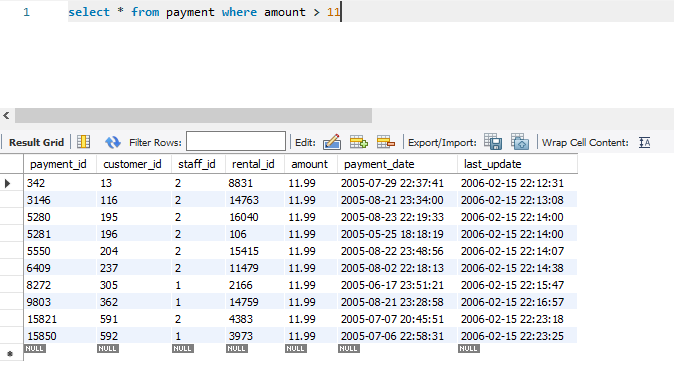 1 select * from payment where amount > 11
Result Grid Filter Rows: Edit: Export/Import: Wrap Cell Content: IA
payment_id customer_id staff_id rental_id amount payment_date last_update
342 13 2 8831 11.99 2005-07-29 22:37:41 2006-02-15 22:12:31
3146 116 2 14763 11.99 2005-08-21 23:34:00 2006-02-15 22:13:08
5280 195 2 16040 11.99 2005-08-23 22:19:33 2006-02-15 22:14:00
5281 196 2 106 11.99 2005-05-25 18:18:19 2006-02-15 22:14:00
5550 204 2 15415 11.99 2005-08-22 23:48:56 2006-02-15 22:14:07
6409 237 2 11479 11.99 2005-08-02 22:18:13 2006-02-15 22:14:38
8272 305 1 2166 11.99 2005-06-17 23:51:21 2006-02-15 22:15:47
9803 362 1 14759 11.99 2005-08-21 23:28:58 2006-02-15 22:16:57
15821 591 2 4383 11.99 2005-07-07 20:45:51 2006-02-15 22:23:18
15850 592 1 3973 11.99 2005-07-06 22:58:31 2006-02-15 22:23:25
NULL NULL NULL NULL NULL NULL NULL